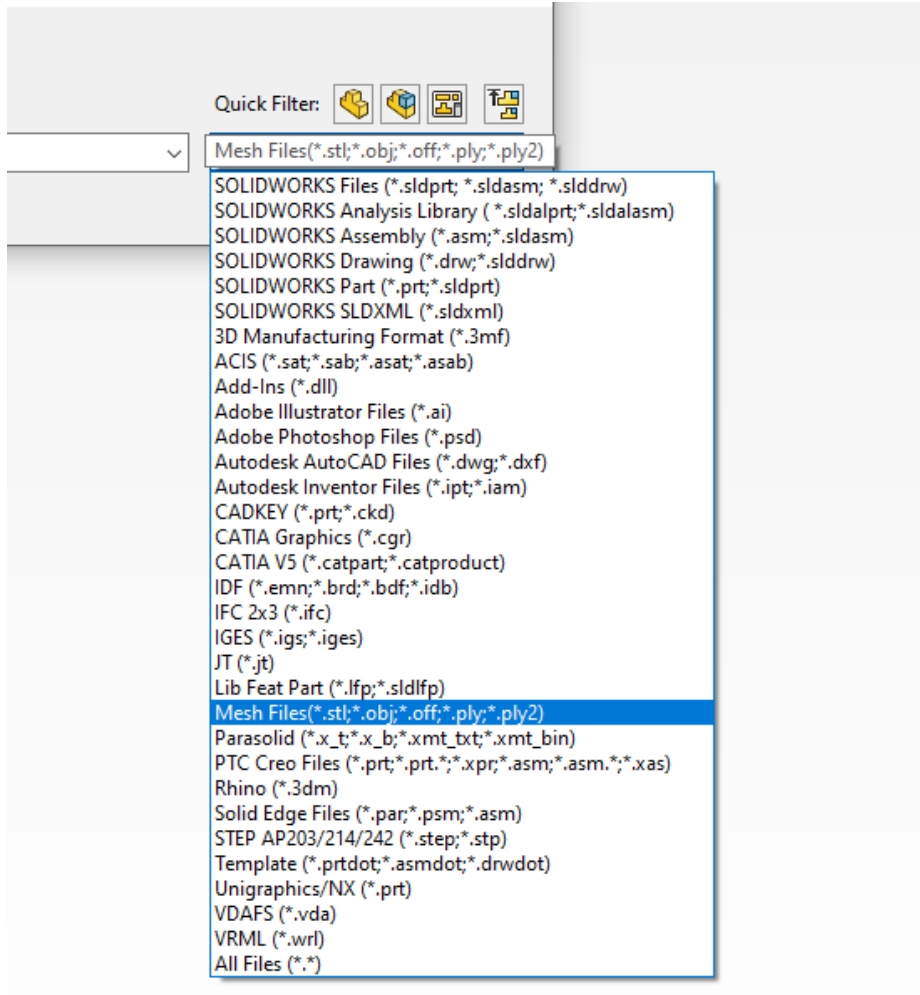 Quick Filter:
Mesh Files(*.stl;*.obj;*.off;*.ply;*.ply2)
SOLIDWORKS Files (*.sldprt; *.sldasm; *.slddrw)
SOLIDWORKS Analysis Library ( *.sldalprt;*.sldalasm)
SOLIDWORKS Assembly (*.asm;*.sldasm)
SOLIDWORKS Drawing (*.drw;*.slddrw)
SOLIDWORKS Part (*.prt;*.sldprt)
SOLIDWORKS SLDXML (*.sldxml)
3D Manufacturing Format (*.3mf)
ACIS (*.sat;*.sab;*.asat;*.asab)
Add-Ins (*.dll)
Adobe Illustrator Files (*.ai)
Adobe Photoshop Files (*.psd)
Autodesk AutoCAD Files (*.dwg;*.dxf)
Autodesk Inventor Files (*.ipt;*.iam)
CADKEY (*.prt;*.ckd)
CATIA Graphics (*.cgr)
CATIA V5 (*.catpart;*.catproduct)
IDF (*.emn;*.brd;*.bdf;*.idb)
IFC 2x3 (*.ifc)
IGES (*.igs;*.iges)
JT (*.jt)
Lib Feat Part (*.lfp;*.sldlfp)
Mesh Files(*.stl;*.obj;*.off;*.ply;*.ply2)
Parasolid (*.x_t;*.x_b;*.xmt_txt;*.xmt_bin)
PTC Creo Files (*.prt;*.prt.*;*.xpr;*.asm;*.asm.*;*.xas)
Rhino (*.3dm)
Solid Edge Files (*.par;*.psm;*.asm)
STEP AP203/214/242 (*.step;*.stp)
Template (*.prtdot;*.asmdot;*.drwdot)
Unigraphics/NX (*.prt)
VDAFS (*.vda)
VRML (*.wrl)
All Files (*.*)